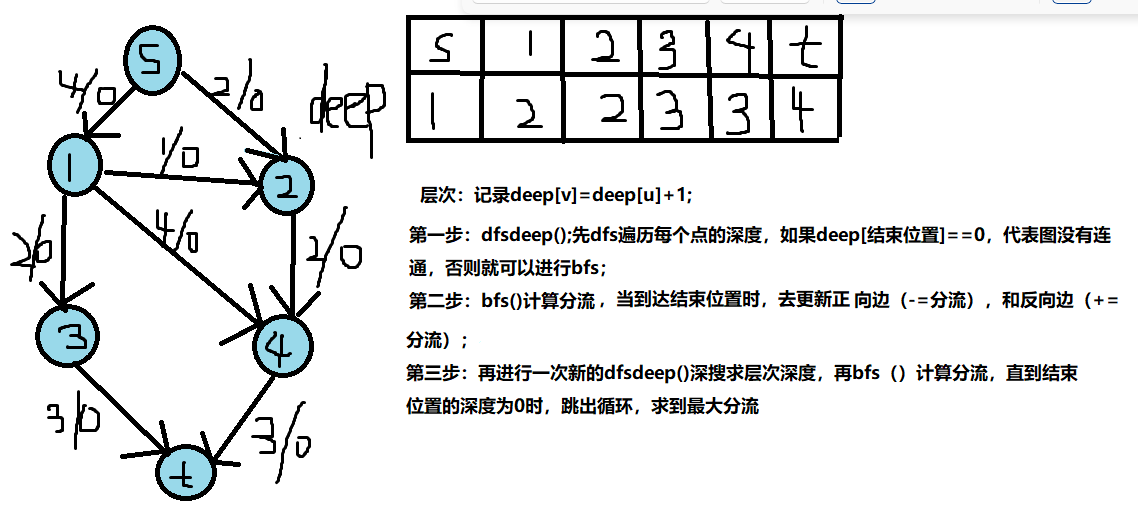 S
4/0
2/0
deep
1
1/0
2
2/0
4/0
2/0
3
4
3/0
3/0
t
S 1 2 3 4 t
1 2 2 3 3 4
层次：记录deep[v]=deep[u]+1;
第一步：dfsdeep();先dfs遍历每个点的深度，如果deep[结束位置]==0，代表图没有连
通，否则就可以进行bfs；
第二步：bfs()计算分流，当到达结束位置时，去更新正 向边（-=分流），和反向边（+=
分流）；
第三步：再进行一次新的dfsdeep()深搜求层次深度，再bfs（）计算分流，直到结束
位置的深度为0时，跳出循环，求到最大分流